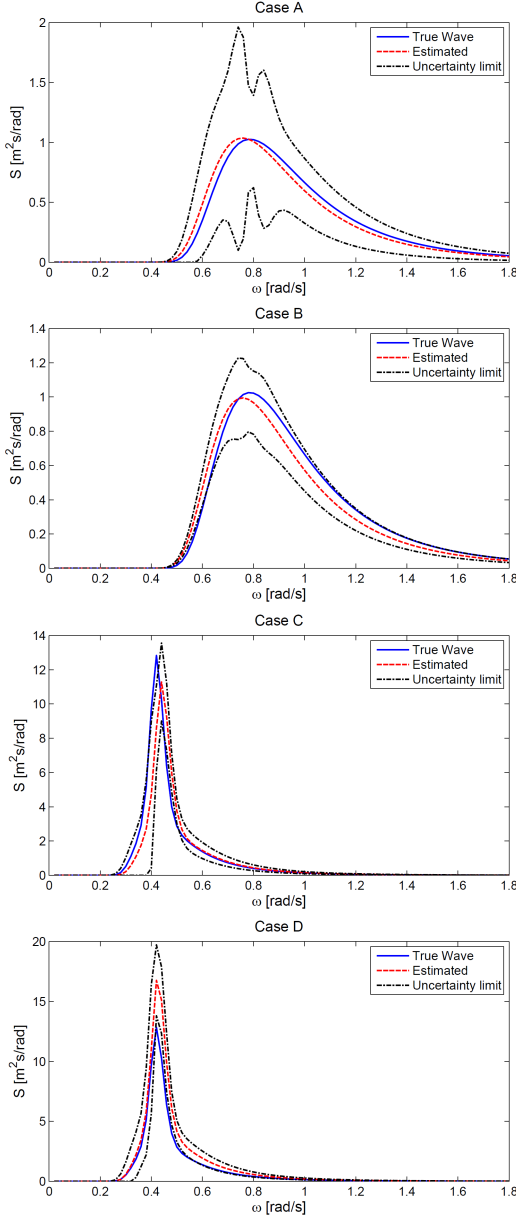 Case A
2
1.5
1
0.5
0
S [m²s/rad]
True Wave
Estimated
Uncertainty limit
0 0.2 0.4 0.6 0.8 1 1.2 1.4 1.6 1.8
ω [rad/s]
Case B
1.4
1.2
1
0.8
0.6
0.4
0.2
0
S [m²s/rad]
True Wave
Estimated
Uncertainty limit
0 0.2 0.4 0.6 0.8 1 1.2 1.4 1.6 1.8
ω [rad/s]
Case C
14
12
10
8
6
4
2
0
S [m²s/rad]
True Wave
Estimated
Uncertainty limit
0 0.2 0.4 0.6 0.8 1 1.2 1.4 1.6 1.8
ω [rad/s]
Case D
20
15
10
5
0
S [m²s/rad]
True Wave
Estimated
Uncertainty limit
0 0.2 0.4 0.6 0.8 1 1.2 1.4 1.6 1.8
ω [rad/s]